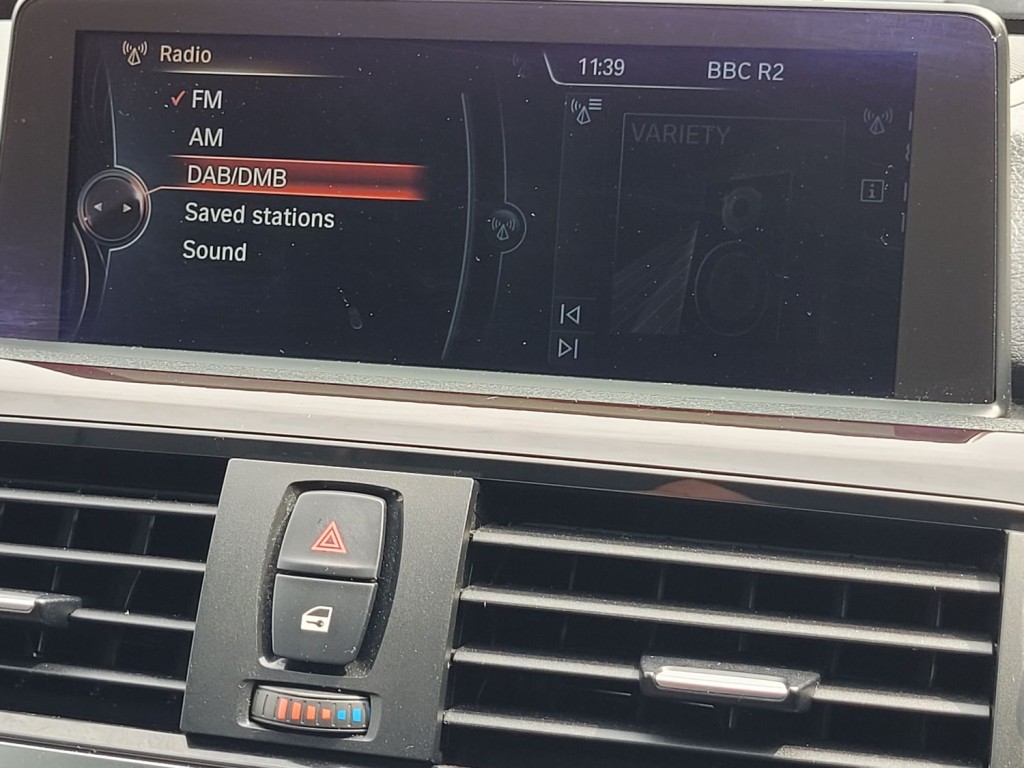 Radio
11:39
BBC R2
✓ FM
AM
DAB/DMB
Saved stations
Sound
VARIETY